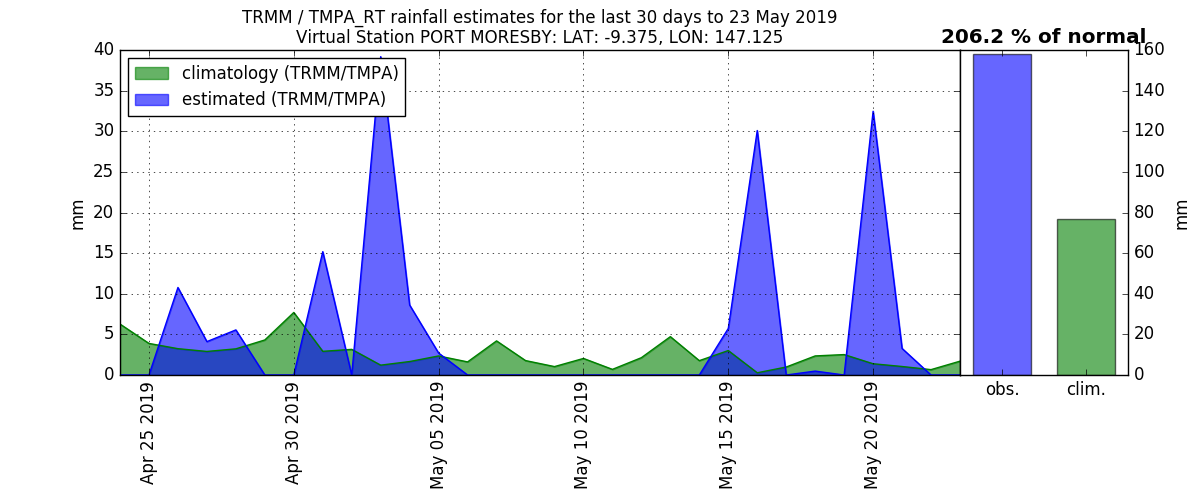 TRMM / TMPA_RT rainfall estimates for the last 30 days to 23 May 2019
Virtual Station PORT MORESBY: LAT: -9.375, LON: 147.125
206.2 % of normal
climatology (TRMM/TMPA)
estimated (TRMM/TMPA)
mm
40
35
30
25
20
15
10
5
0
Apr 25 2019
Apr 30 2019
May 05 2019
May 10 2019
May 15 2019
May 20 2019
160
140
120
100
80
60
40
20
0
mm
obs.
clim.